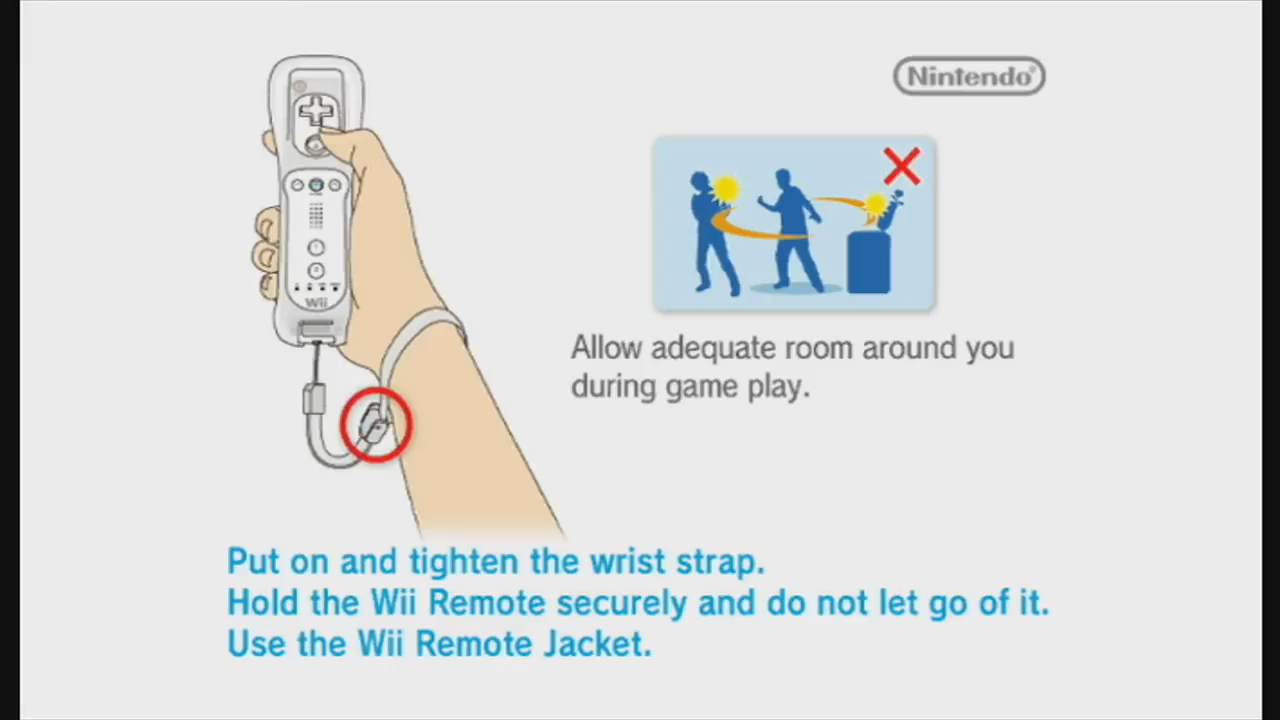 Nintendo®
Wii
Allow adequate room around you
during game play.
Put on and tighten the wrist strap.
Hold the Wii Remote securely and do not let go of it.
Use the Wii Remote Jacket.